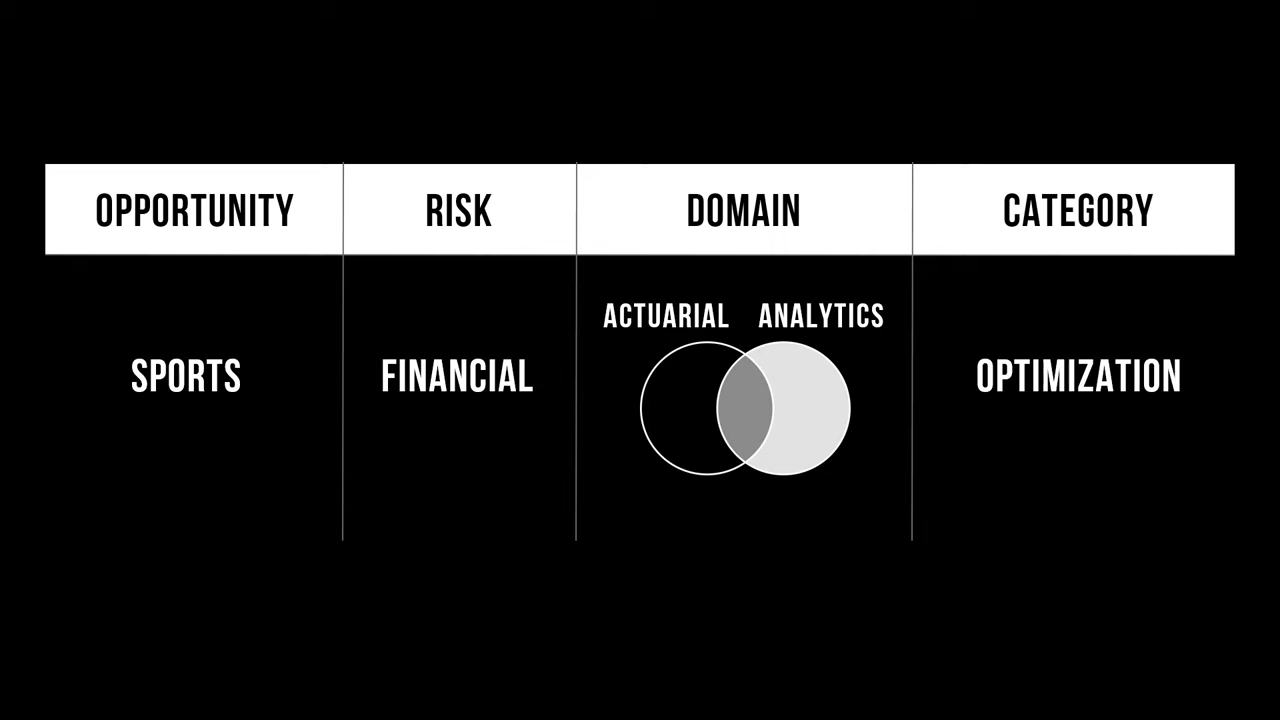 OPPORTUNITY RISK DOMAIN CATEGORY
ACTUARIAL ANALYTICS
SPORTS FINANCIAL OPTIMIZATION